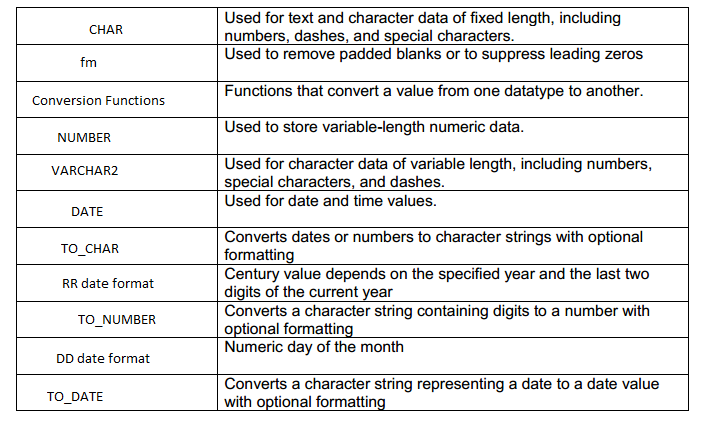 CHAR
Used for text and character data of fixed length, including
numbers, dashes, and special characters.
fm
Used to remove padded blanks or to suppress leading zeros
Conversion Functions
Functions that convert a value from one datatype to another.
NUMBER
Used to store variable-length numeric data.
VARCHAR2
Used for character data of variable length, including numbers,
special characters, and dashes.
DATE
Used for date and time values.
TO_CHAR
Converts dates or numbers to character strings with optional
formatting
RR date format
Century value depends on the specified year and the last two
digits of the current year
TO_NUMBER
Converts a character string containing digits to a number with
optional formatting
DD date format
Numeric day of the month
TO_DATE
Converts a character string representing a date to a date value
with optional formatting